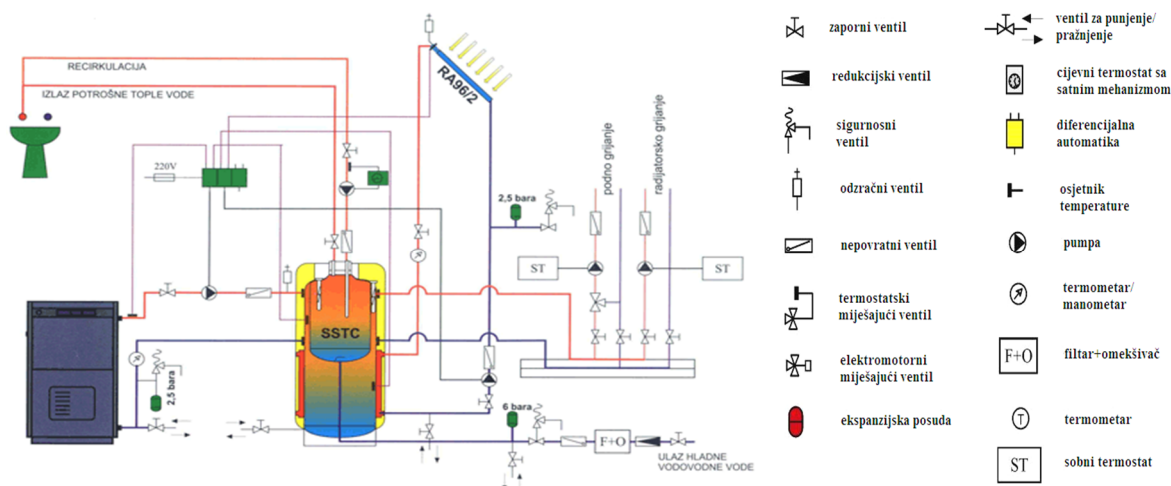 RECIRKULACIJA
IZLAZ POTROŠNE TOPLE VODE
220V
RA96/2
2,5 bara
podno grijanje
radijatorsko grijanje
ST
ST
SSTC
2,5 bara
6 bara
F+O
ULAZ HLADNE
VODOVODNE VODE
zaporni ventil
redukcijski ventil
sigurnosni
ventil
odzračni ventil
nepovratni ventil
termostatski
miješajući ventil
elektromotorni
miješajući ventil
ekspanzijska posuda
ventil za punjenje/
pražnjenje
cijevni termostat sa
satnim mehanizmom
diferencijalna
automatika
osjetnik
temperature
pumpa
termometar/
manometar
F+O
filtar+omekšivač
T
termometar
ST
sobni termostat